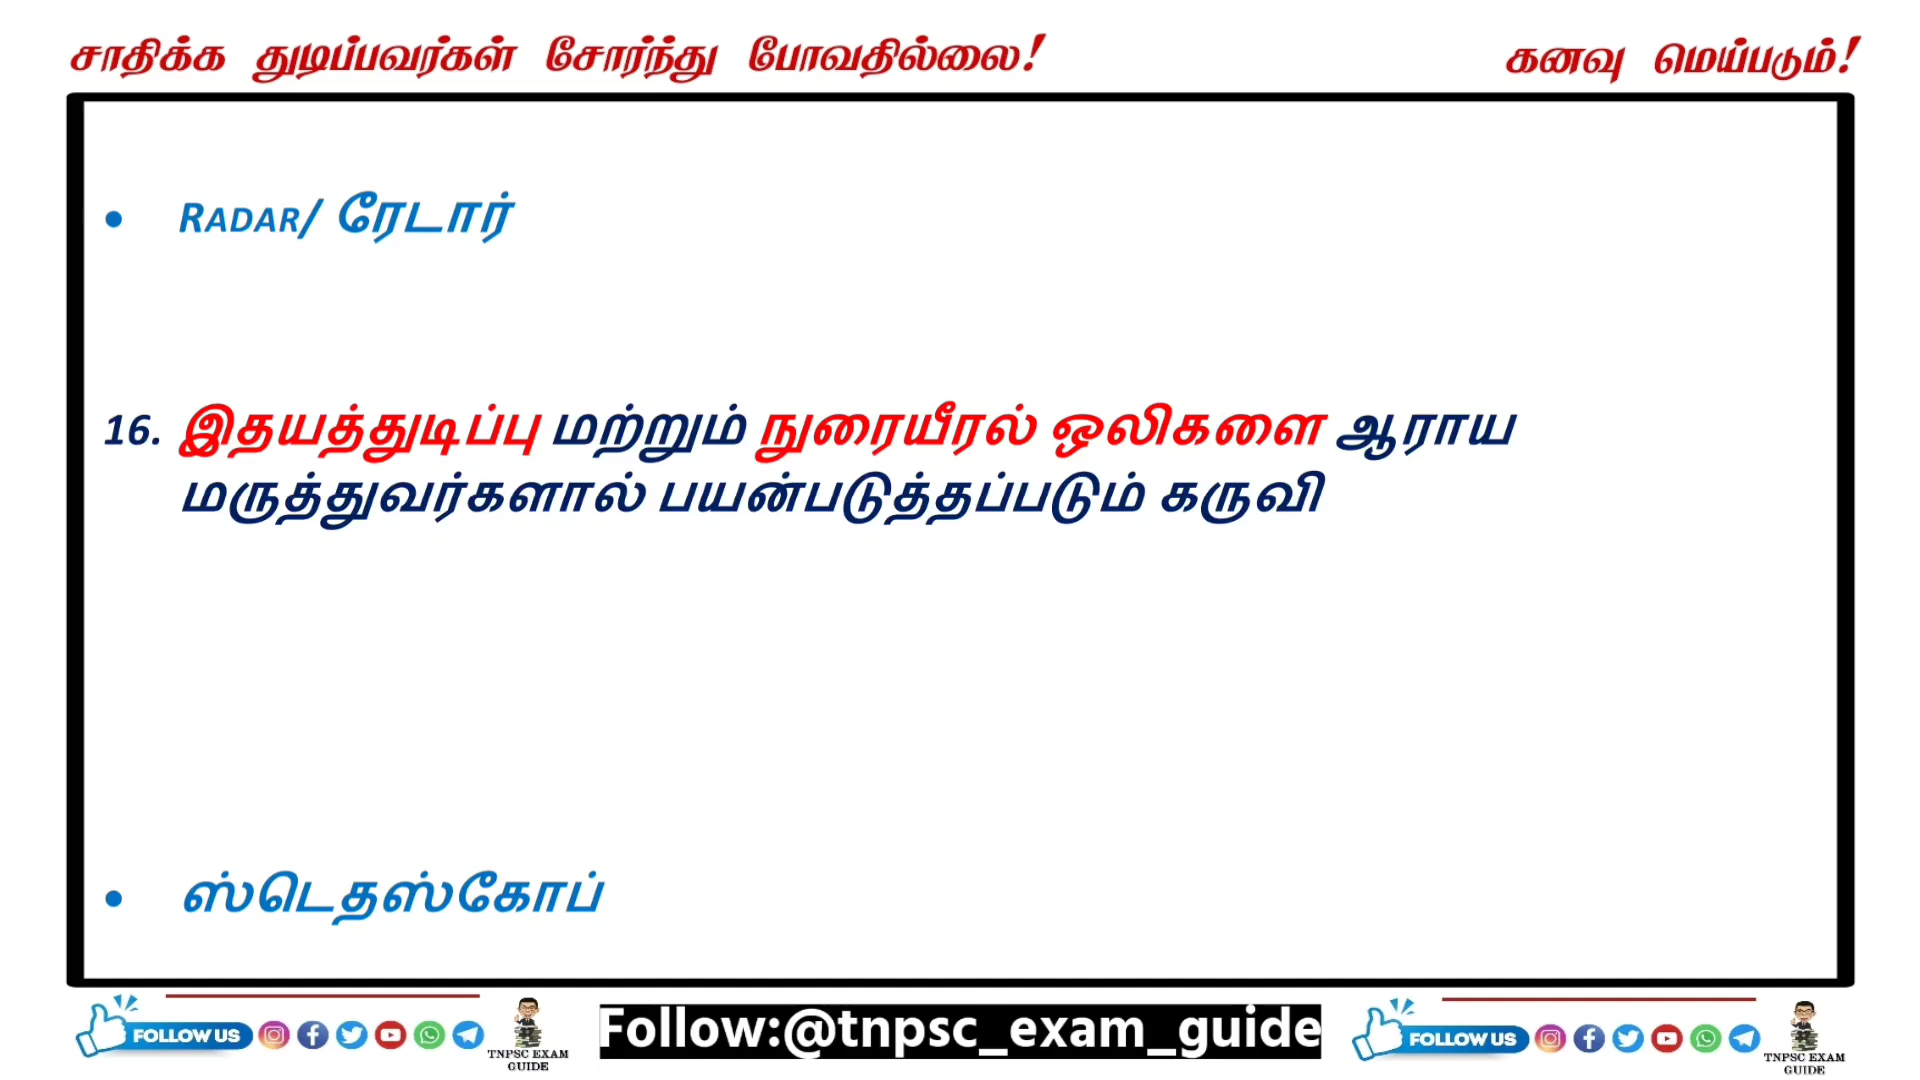 சாதிக்க துடிப்பவர்கள் சோர்ந்து போவதில்லை! கனவு மெய்படும்!
• RADAR/ ரேடார்
16. இதயத்துடிப்பு மற்றும் நுரையீரல் ஒலிகளை ஆராய
மருத்துவர்களால் பயன்படுத்தப்படும் கருவி
• ஸ்டெதஸ்கோப்
FOLLOW US
TNPSC EXAM
GUIDE
Follow:@tnpsc_exam_guide
FOLLOW US
TNPSC EXAM
GUIDE